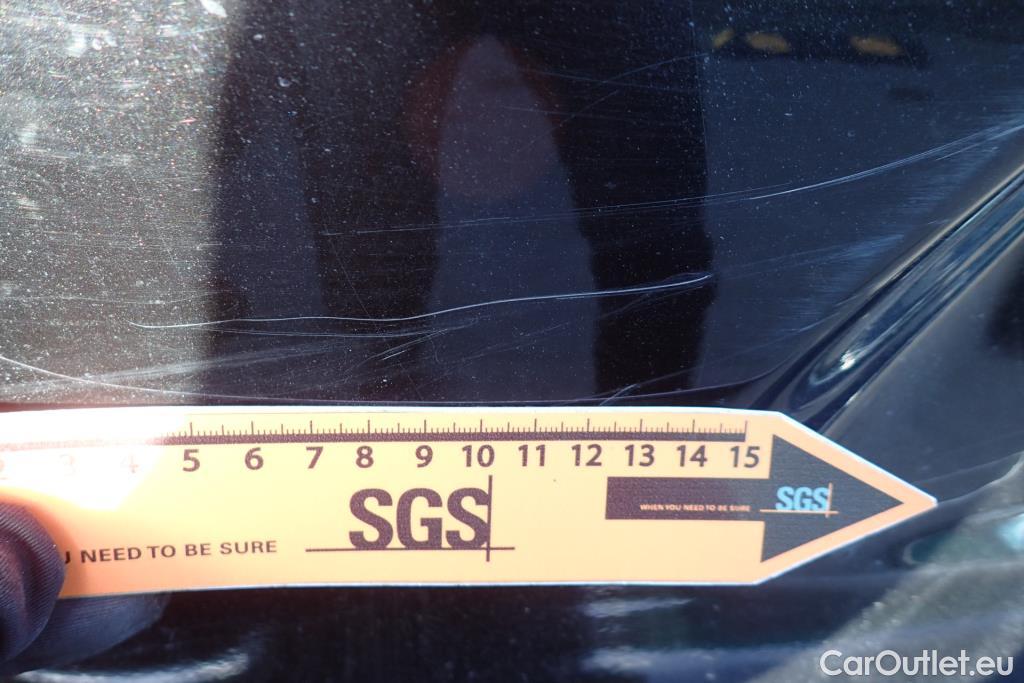 2 3 4 5 6 7 8 9 10 11 12 13 14 15
SGS
WHEN YOU NEED TO BE SURE
SGS
NEED TO BE SURE
CarOutlet.eu